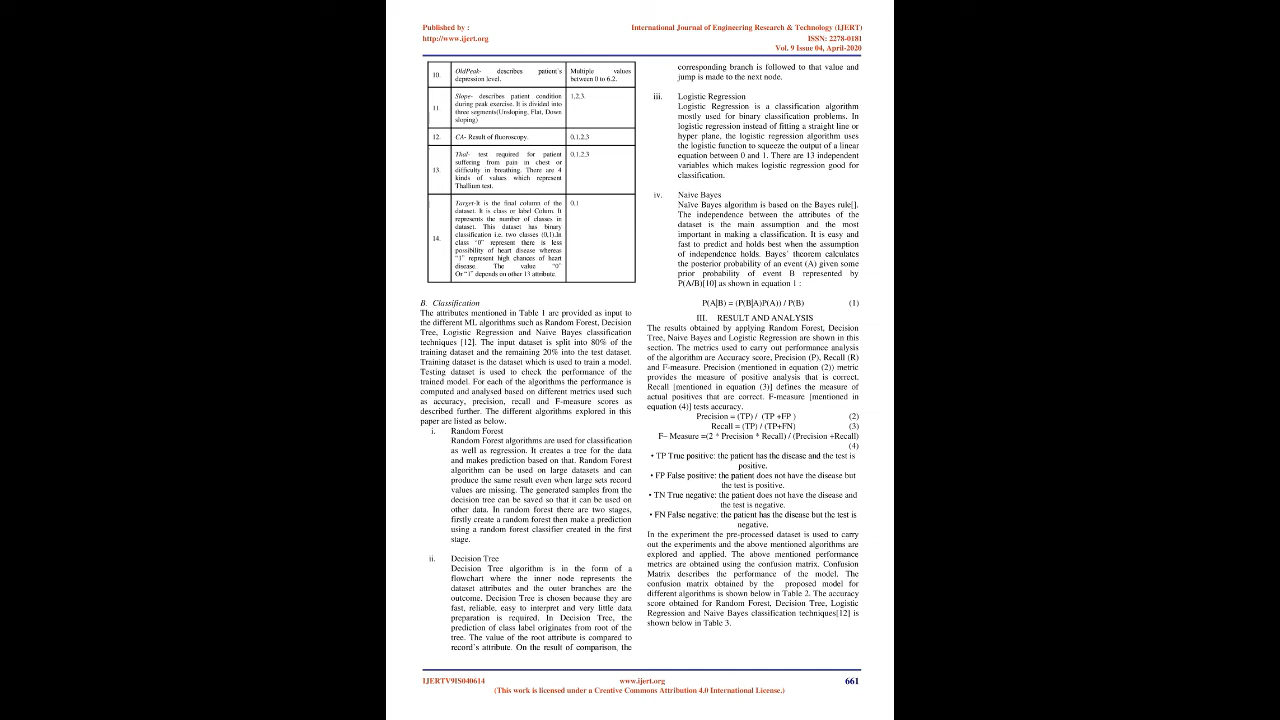 Published by :
http://www.ijert.org
International Journal of Engineering Research & Technology (IJERT)
ISSN: 2278-0181
Vol. 9 Issue 04, April-2020
10. OldPeak- describes patient's Multiple values
depression level. between 0 to 6.2.
11. Slope- describes patient condition 1,2,3.
during peak exercise. It is divided into
three segments(Unsloping, Flat, Down
sloping)
12. CA- Result of fluoroscopy. 0,1,2,3
13. Thal- test required for patient 0,1,2,3
suffering from pain in chest or
difficulty in breathing. There are 4
kinds of values which represent
Thallium test.
14. Target-It is the final column of the 0,1
dataset. It is class or label Colum. It
represents the number of classes in
dataset. This dataset has binary
classification i.e. two classes (0,1).In
class "0" represent there is less
possibility of heart disease whereas
"1" represent high chances of heart
disease. The value "0"
Or "1" depends on other 13 attribute.
B. Classification
The attributes mentioned in Table 1 are provided as input to
the different ML algorithms such as Random Forest, Decision
Tree, Logistic Regression and Naive Bayes classification
techniques [12]. The input dataset is split into 80% of the
training dataset and the remaining 20% into the test dataset.
Training dataset is the dataset which is used to train a model.
Testing dataset is used to check the performance of the
trained model. For each of the algorithms the performance is
computed and analysed based on different metrics used such
as accuracy, precision, recall and F-measure scores as
described further. The different algorithms explored in this
paper are listed as below.
i. Random Forest
Random Forest algorithms are used for classification
as well as regression. It creates a tree for the data
and makes prediction based on that. Random Forest
algorithm can be used on large datasets and can
produce the same result even when large sets record
values are missing. The generated samples from the
decision tree can be saved so that it can be used on
other data. In random forest there are two stages,
firstly create a random forest then make a prediction
using a random forest classifier created in the first
stage.
ii. Decision Tree
Decision Tree algorithm is in the form of a
flowchart where the inner node represents the
dataset attributes and the outer branches are the
outcome. Decision Tree is chosen because they are
fast, reliable, easy to interpret and very little data
preparation is required. In Decision Tree, the
prediction of class label originates from root of the
tree. The value of the root attribute is compared to
record's attribute. On the result of comparison, the
corresponding branch is followed to that value and
jump is made to the next node.
iii. Logistic Regression
Logistic Regression is a classification algorithm
mostly used for binary classification problems. In
logistic regression instead of fitting a straight line or
hyper plane, the logistic regression algorithm uses
the logistic function to squeeze the output of a linear
equation between 0 and 1. There are 13 independent
variables which makes logistic regression good for
classification.
iv. Naive Bayes
Naïve Bayes algorithm is based on the Bayes rule[].
The independence between the attributes of the
dataset is the main assumption and the most
important in making a classification. It is easy and
fast to predict and holds best when the assumption
of independence holds. Bayes' theorem calculates
the posterior probability of an event (A) given some
prior probability of event B represented by
P(A/B)[10] as shown in equation 1 :
P(A|B) = (P(B|A)P(A)) / P(B) (1)
III. RESULT AND ANALYSIS
The results obtained by applying Random Forest, Decision
Tree, Naive Bayes and Logistic Regression are shown in this
section. The metrics used to carry out performance analysis
of the algorithm are Accuracy score, Precision (P), Recall (R)
and F-measure. Precision (mentioned in equation (2)) metric
provides the measure of positive analysis that is correct.
Recall [mentioned in equation (3)] defines the measure of
actual positives that are correct. F-measure [mentioned in
equation (4)] tests accuracy.
Precision = (TP) / (TP +FP ) (2)
Recall = (TP) / (TP+FN) (3)
F– Measure =(2 * Precision * Recall) / (Precision +Recall)
(4)
• TP True positive: the patient has the disease and the test is
positive.
• FP False positive: the patient does not have the disease but
the test is positive.
• TN True negative: the patient does not have the disease and
the test is negative.
• FN False negative: the patient has the disease but the test is
negative.
In the experiment the pre-processed dataset is used to carry
out the experiments and the above mentioned algorithms are
explored and applied. The above mentioned performance
metrics are obtained using the confusion matrix. Confusion
Matrix describes the performance of the model. The
confusion matrix obtained by the proposed model for
different algorithms is shown below in Table 2. The accuracy
score obtained for Random Forest, Decision Tree, Logistic
Regression and Naive Bayes classification techniques[12] is
shown below in Table 3.
IJERTV9IS040614
www.ijert.org
661
(This work is licensed under a Creative Commons Attribution 4.0 International License.)